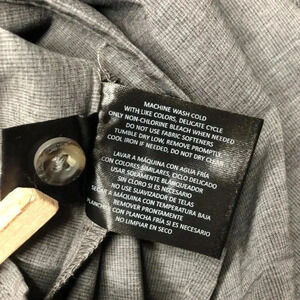 MACHINE WASH COLD
WITH LIKE COLORS, DELICATE CYCLE
ONLY NON-CHLORINE BLEACH WHEN NEEDED
DO NOT USE FABRIC SOFTENERS
TUMBLE DRY LOW, REMOVE PROMPTLY.
COOL IRON IF NEEDED. DO NOT DRY CLEAN
LAVAR A MÁQUINA CON AGUA FRÍA
CON COLORES SIMILARES, CICLO DELICADO
USAR SOLAMENTE BLANQUEADOR
SIN CLORO SI ES NECESARIO
NO USE SUAVIZADOR DE TELAS
SECAR A MÁQUINA CON TEMPERATURA BAJA
REMOVER PRONTAMENTE
PLANCHAR CON PLANCHA FRÍA SI ES NECESARIO
NO LIMPIAR EN SECO